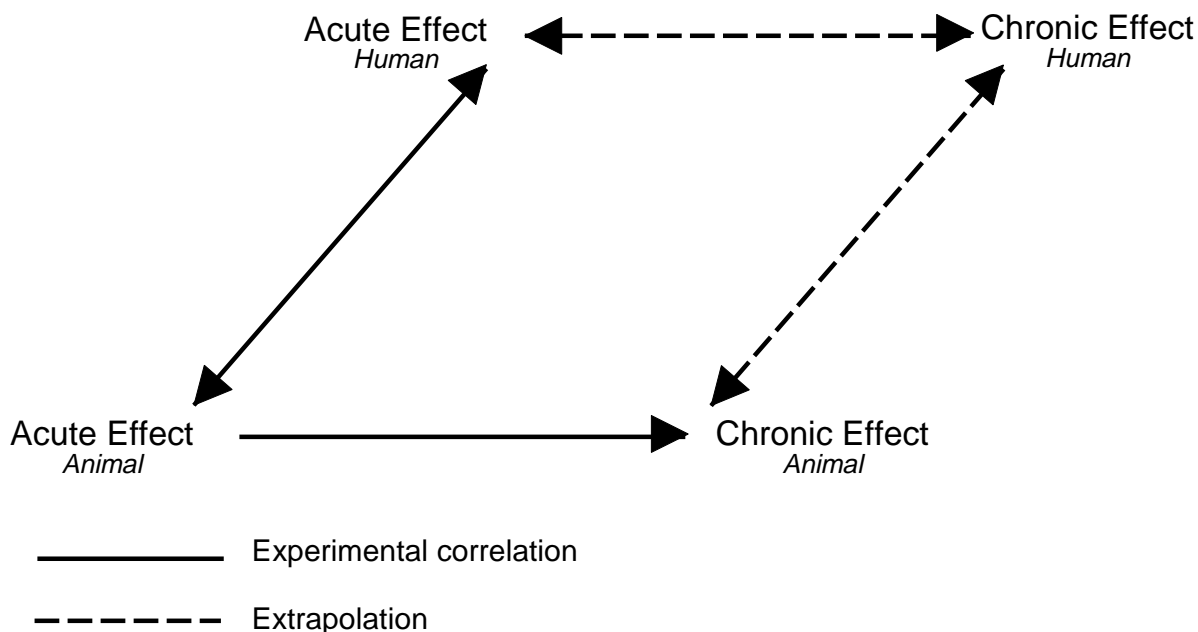 Acute Effect
Human
Chronic Effect
Human
Acute Effect
Animal
Chronic Effect
Animal
Experimental correlation
Extrapolation